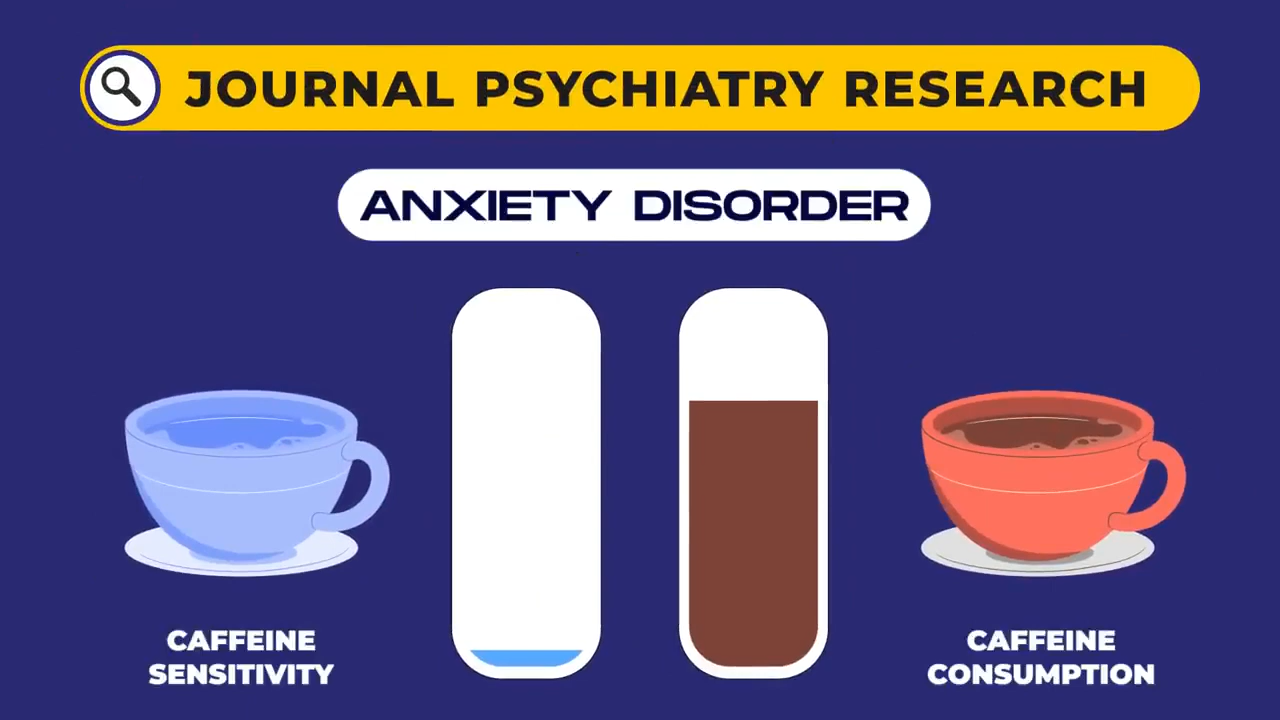 JOURNAL PSYCHIATRY RESEARCH
ANXIETY DISORDER
CAFFEINE
SENSITIVITY
CAFFEINE
CONSUMPTION